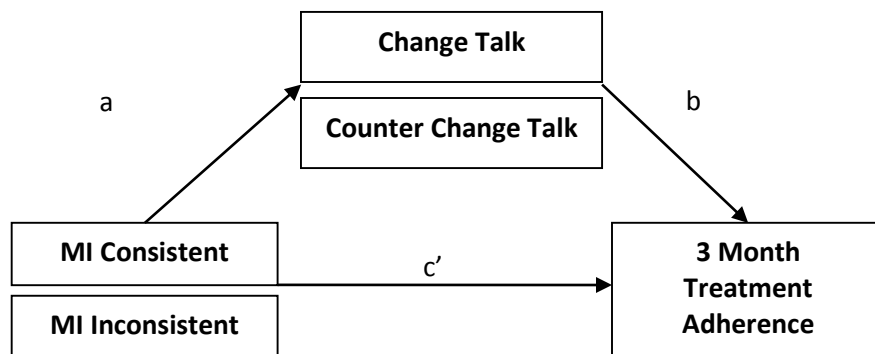 Change Talk
a
b
Counter Change Talk
MI Consistent
c’
3 Month
Treatment
Adherence
MI Inconsistent